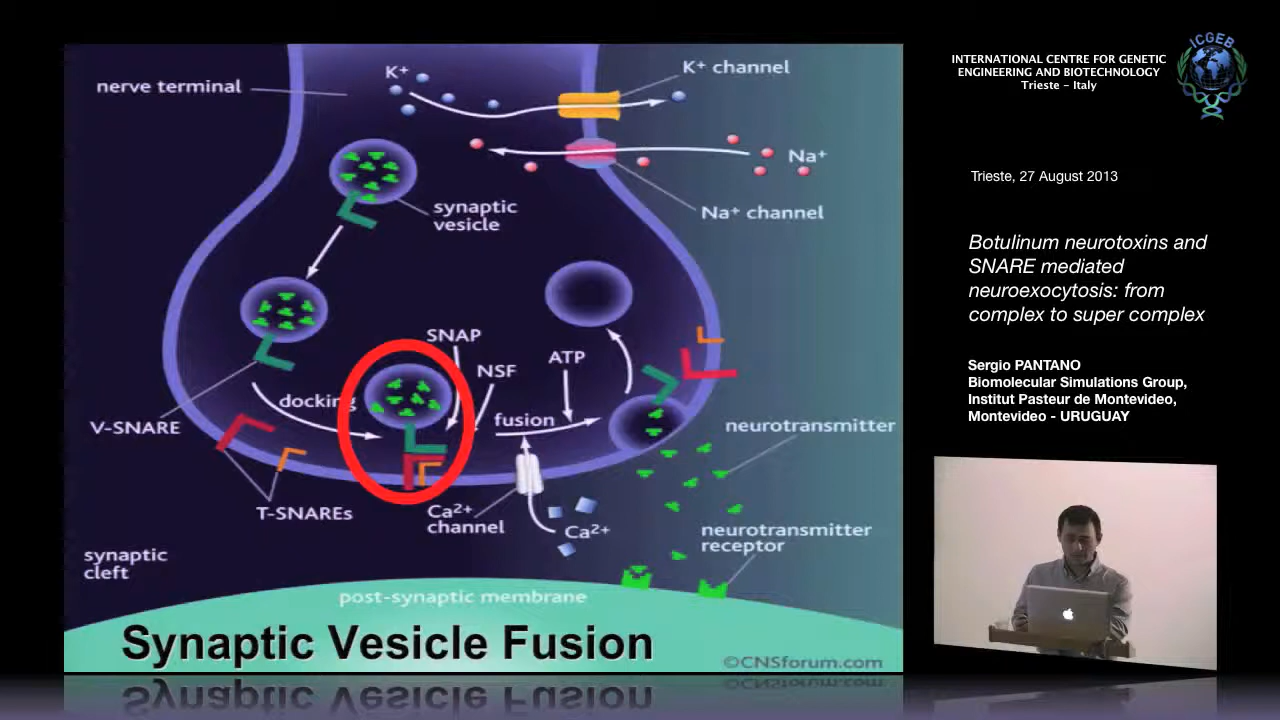 K⁺
K⁺ channel
nerve terminal
Na⁺
synaptic
vesicle
Na⁺ channel
SNAP
NSF
ATP
docking
fusion
V-SNARE
neurotransmitter
T-SNAREs
Ca²⁺
channel
Ca²⁺
neurotransmitter
receptor
synaptic
cleft
post-synaptic membrane
Synaptic Vesicle Fusion
©CNSforum.com
INTERNATIONAL CENTRE FOR GENETIC
ENGINEERING AND BIOTECHNOLOGY
Trieste – Italy
ICGEB
Trieste, 27 August 2013
Botulinum neurotoxins and
SNARE mediated
neuroexocytosis: from
complex to super complex
Sergio PANTANO
Biomolecular Simulations Group,
Institut Pasteur de Montevideo,
Montevideo - URUGUAY